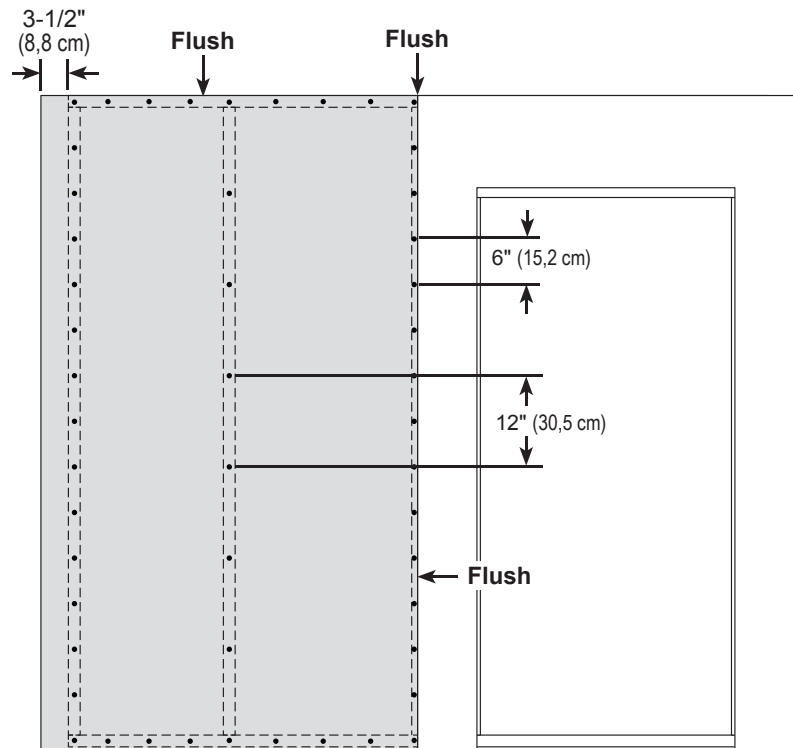 3-1/2"
(8,8 cm)
Flush
Flush
6" (15,2 cm)
12" (30,5 cm)
Flush